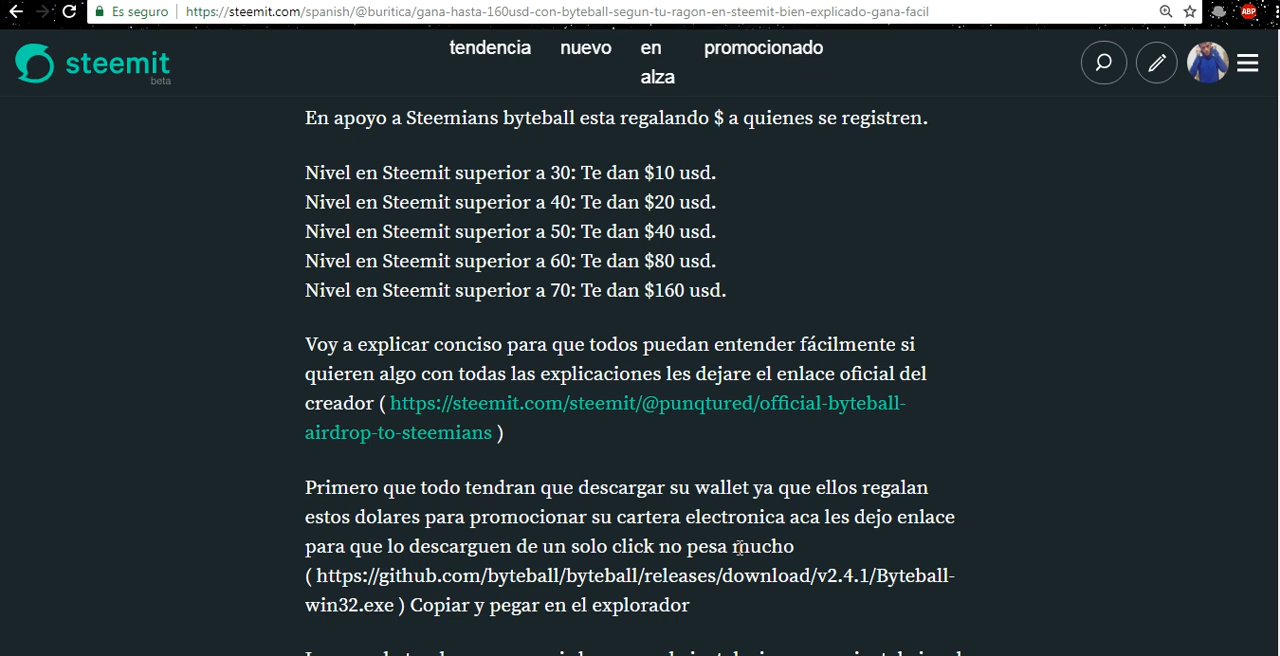 Es seguro | https://steemit.com/spanish/@buritica/gana-hasta-160usd-con-byteball-segun-tu-ragon-en-steemit-bien-explicado-gana-facil
ABP
steemit
beta
tendencia nuevo en alza promocionado
En apoyo a Steemians byteball esta regalando $ a quienes se registren.
Nivel en Steemit superior a 30: Te dan $10 usd.
Nivel en Steemit superior a 40: Te dan $20 usd.
Nivel en Steemit superior a 50: Te dan $40 usd.
Nivel en Steemit superior a 60: Te dan $80 usd.
Nivel en Steemit superior a 70: Te dan $160 usd.
Voy a explicar conciso para que todos puedan entender fácilmente si
quieren algo con todas las explicaciones les dejare el enlace oficial del
creador ( https://steemit.com/steemit/@punqtured/official-byteball-
airdrop-to-steemians )
Primero que todo tendran que descargar su wallet ya que ellos regalan
estos dolares para promocionar su cartera electronica aca les dejo enlace
para que lo descarguen de un solo click no pesa mucho
( https://github.com/byteball/byteball/releases/download/v2.4.1/Byteball-
win32.exe ) Copiar y pegar en el explorador